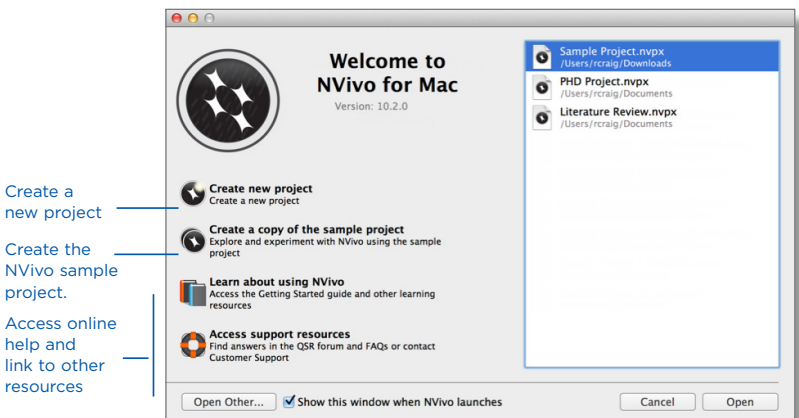 Welcome to
NVivo for Mac
Version: 10.2.0
Sample Project.nvpx
/Users/rcraig/Downloads
PHD Project.nvpx
/Users/rcraig/Documents
Literature Review.nvpx
/Users/rcraig/Documents
Create a
new project
Create new project
Create a new project
Create the
NVivo sample
project.
Create a copy of the sample project
Explore and experiment with NVivo using the sample
project
Access online
help and
link to other
resources
Learn about using NVivo
Access the Getting Started guide and other learning
resources
Access support resources
Find answers in the QSR forum and FAQs or contact
Customer Support
Open Other...
Show this window when NVivo launches
Cancel
Open